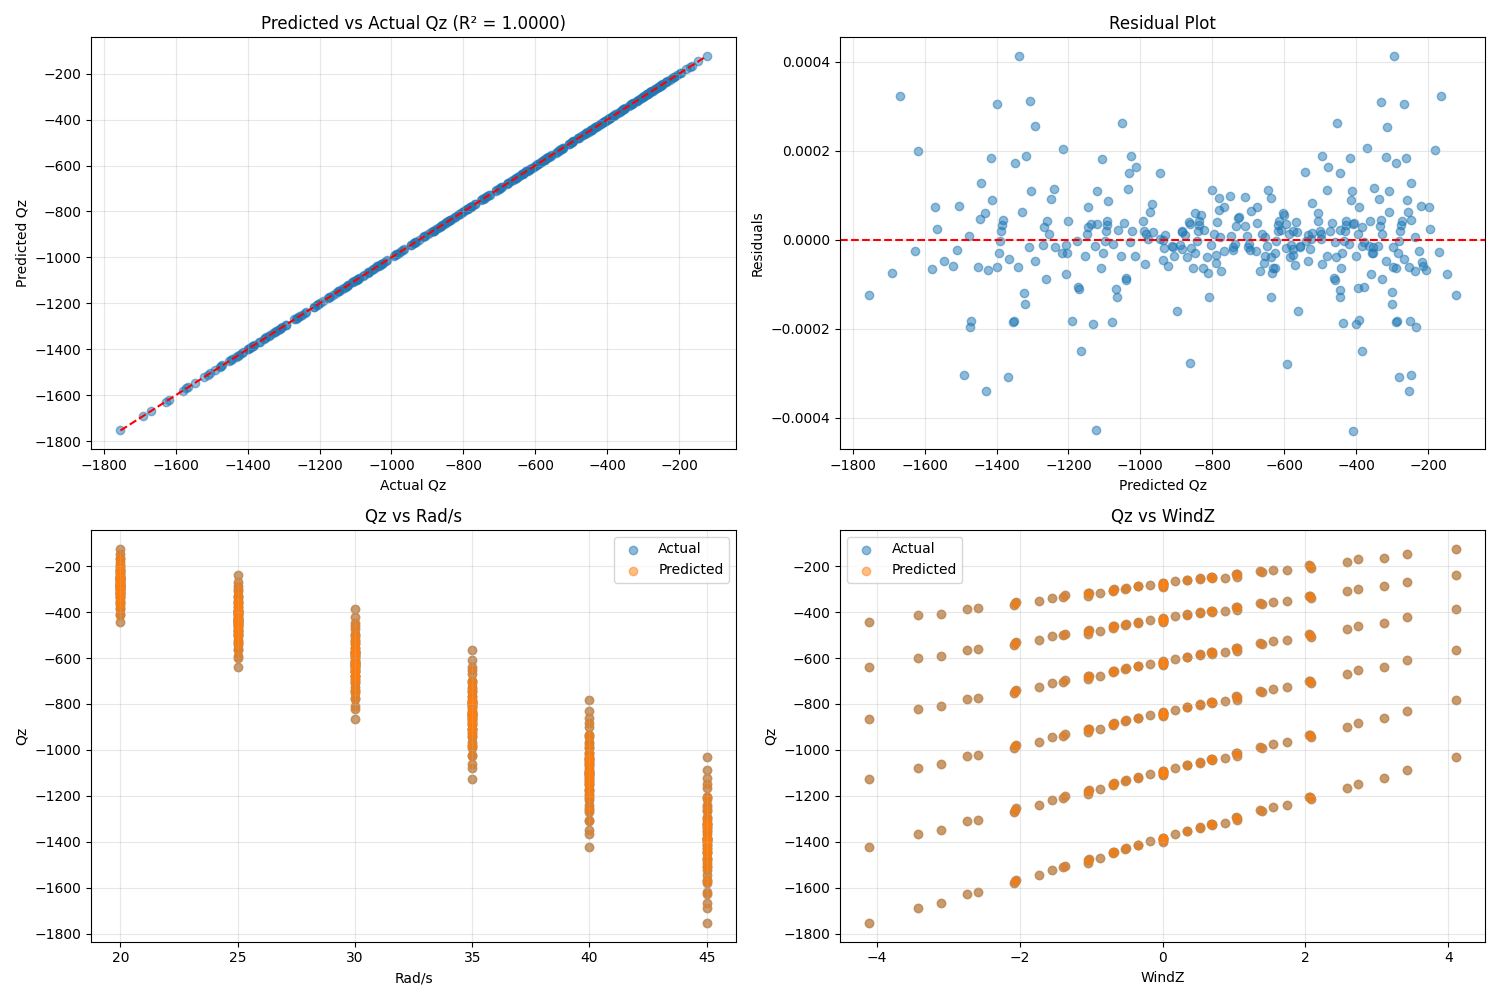 Predicted vs Actual Qz (R² = 1.0000)
Predicted Qz
−200
−400
−600
−800
−1000
−1200
−1400
−1600
−1800
−1800 −1600 −1400 −1200 −1000 −800 −600 −400 −200
Actual Qz
Residual Plot
Residuals
0.0004
0.0002
0.0000
−0.0002
−0.0004
−1800 −1600 −1400 −1200 −1000 −800 −600 −400 −200
Predicted Qz
Qz vs Rad/s
Actual
Predicted
Qz
−200
−400
−600
−800
−1000
−1200
−1400
−1600
−1800
20 25 30 35 40 45
Rad/s
Qz vs WindZ
Actual
Predicted
Qz
−200
−400
−600
−800
−1000
−1200
−1400
−1600
−1800
−4 −2 0 2 4
WindZ